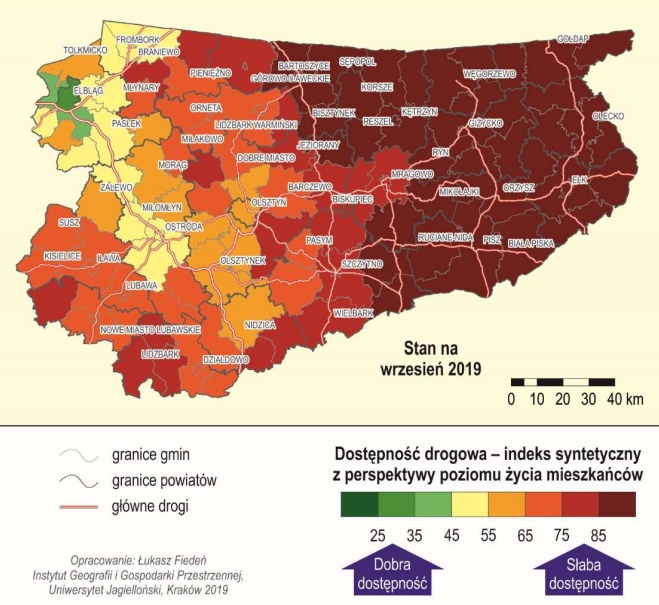 FROMBORK
TOLKMICKO
BRANIEWO
GOŁDAP
SĘPOPOL
BARTOSZYCE
PIENIĘŻNO
WĘGORZEWO
GÓROWO IŁAWECKIE
ELBLĄG
MŁYNARY
KORSZE
ORNETA
BISZTYNEK
KĘTRZYN
OLECKO
PASŁĘK
LIDZBARK WARMIŃSKI
RESZEL
GIŻYCKO
MIŁAKOWO
JEZIORANY
RYN
DOBRE MIASTO
MORĄG
MRĄGOWO
EŁK
ZALEWO
BARCZEWO
MIKOŁAJKI
ORZYSZ
BISKUPIEC
MIŁOMŁYN
OLSZTYN
SUSZ
OSTRÓDA
PASYM
RUCIANE-NIDA
PISZ
BIAŁA PISKA
KISIELICE
IŁAWA
OLSZTYNEK
SZCZYTNO
LUBAWA
WIELBARK
NOWE MIASTO LUBAWSKIE
NIDZICA
LIDZBARK
DZIAŁDOWO
Stan na
wrzesień 2019
0 10 20 30 40 km
granice gmin
granice powiatów
główne drogi
Dostępność drogowa – indeks syntetyczny
z perspektywy poziomu życia mieszkańców
25 35 45 55 65 75 85
Dobra
dostępność
Słaba
dostępność
Opracowanie: Łukasz Fiedeń
Instytut Geografii i Gospodarki Przestrzennej,
Uniwersytet Jagielloński, Kraków 2019